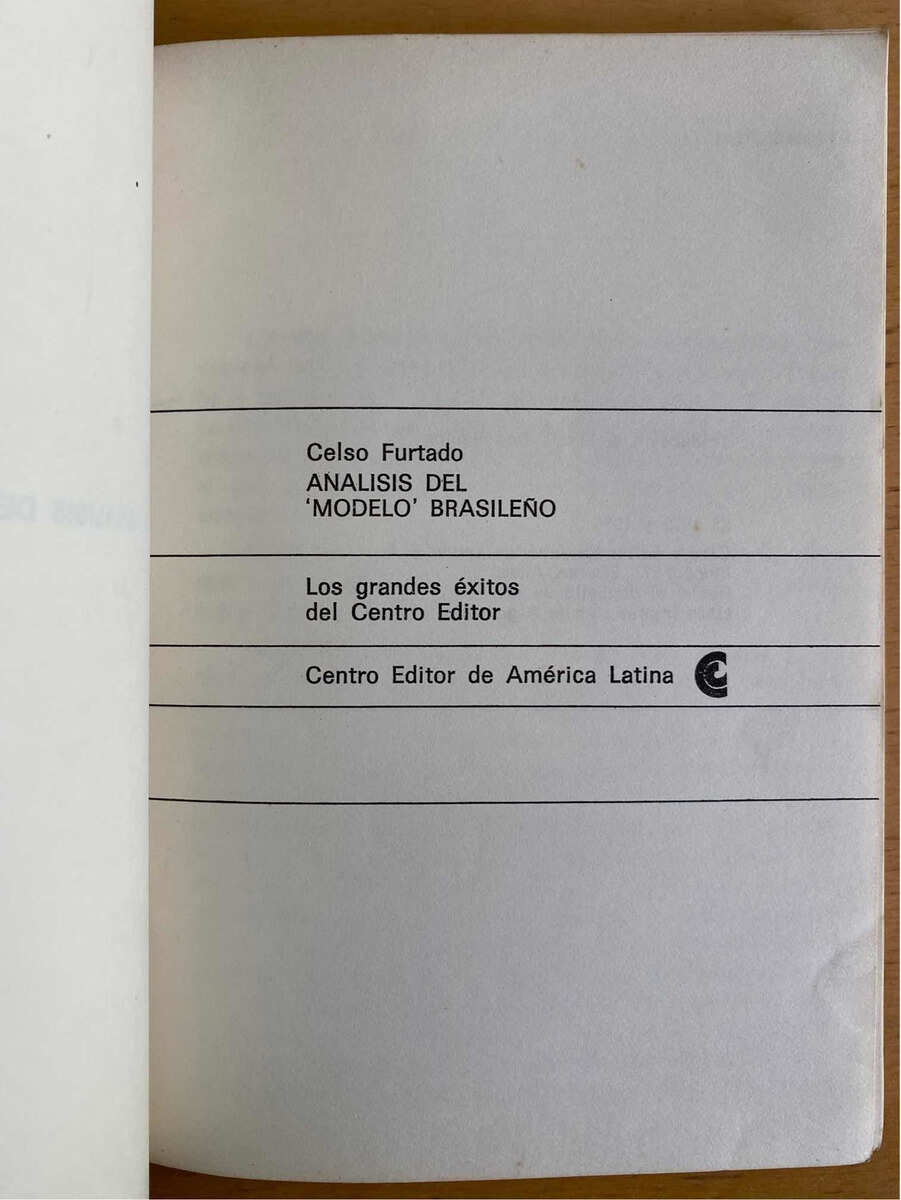 Celso Furtado
ANALISIS DEL
‘MODELO’ BRASILEÑO
Los grandes éxitos
del Centro Editor
Centro Editor de América Latina